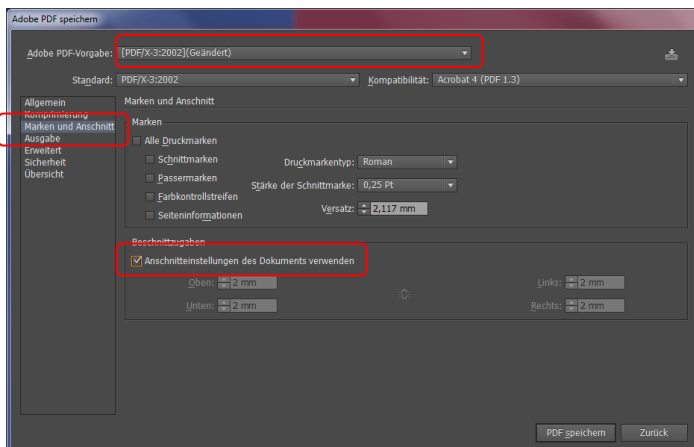 Adobe PDF speichern
Adobe PDF-Vorgabe: [PDF/X-3:2002](Geändert)
Standard: PDF/X-3:2002 Kompatibilität: Acrobat 4 (PDF 1.3)
Allgemein
Komprimierung
Marken und Anschnitt
Ausgabe
Erweitert
Sicherheit
Übersicht
Marken und Anschnitt
Marken
Alle Druckmarken
Schnittmarken
Passermarken
Farbkontrollstreifen
Seiteninformationen
Druckmarkentyp: Roman
Stärke der Schnittmarke: 0,25 Pt
Versatz: 2,117 mm
Beschnittzugaben
Anschnitteinstellungen des Dokuments verwenden
Oben: 2 mm
Unten: 2 mm
Links: 2 mm
Rechts: 2 mm
PDF speichern Zurück